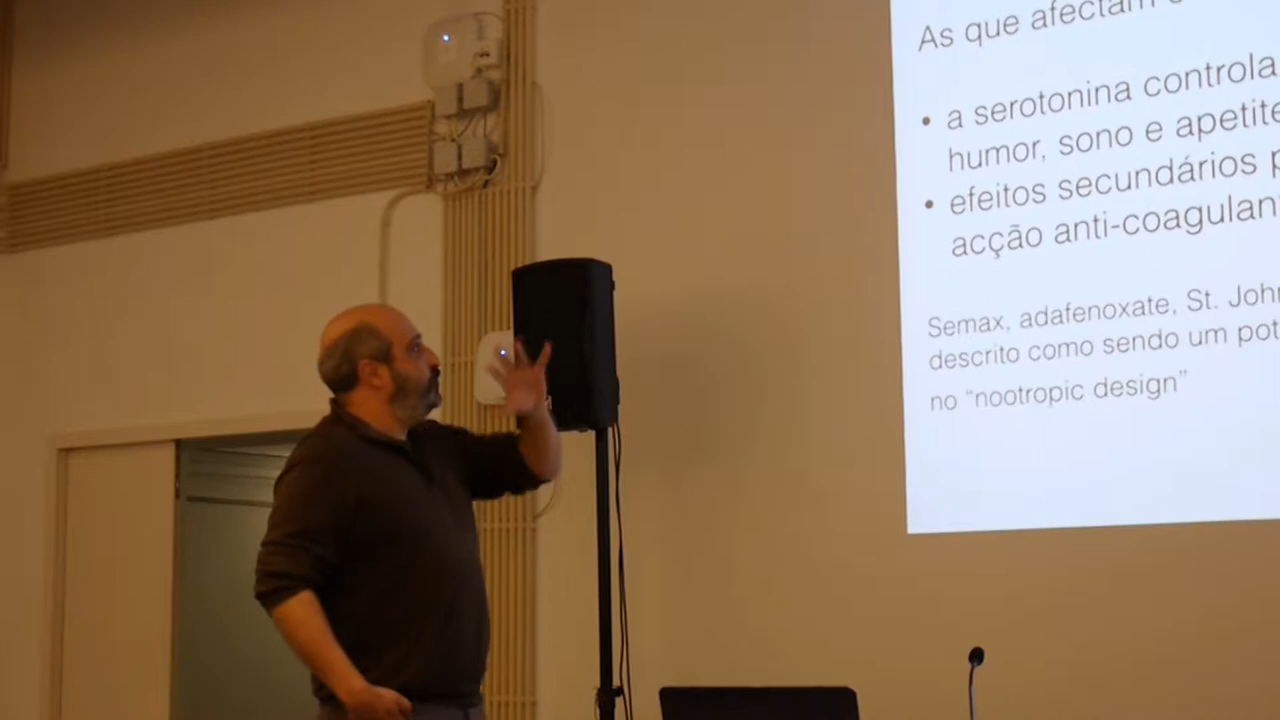 As que afectam
• a serotonina controla
humor, sono e apetite
• efeitos secundários
acção anti-coagulan
Semax, adafenoxate, St. John
descrito como sendo um pot
no “nootropic design”